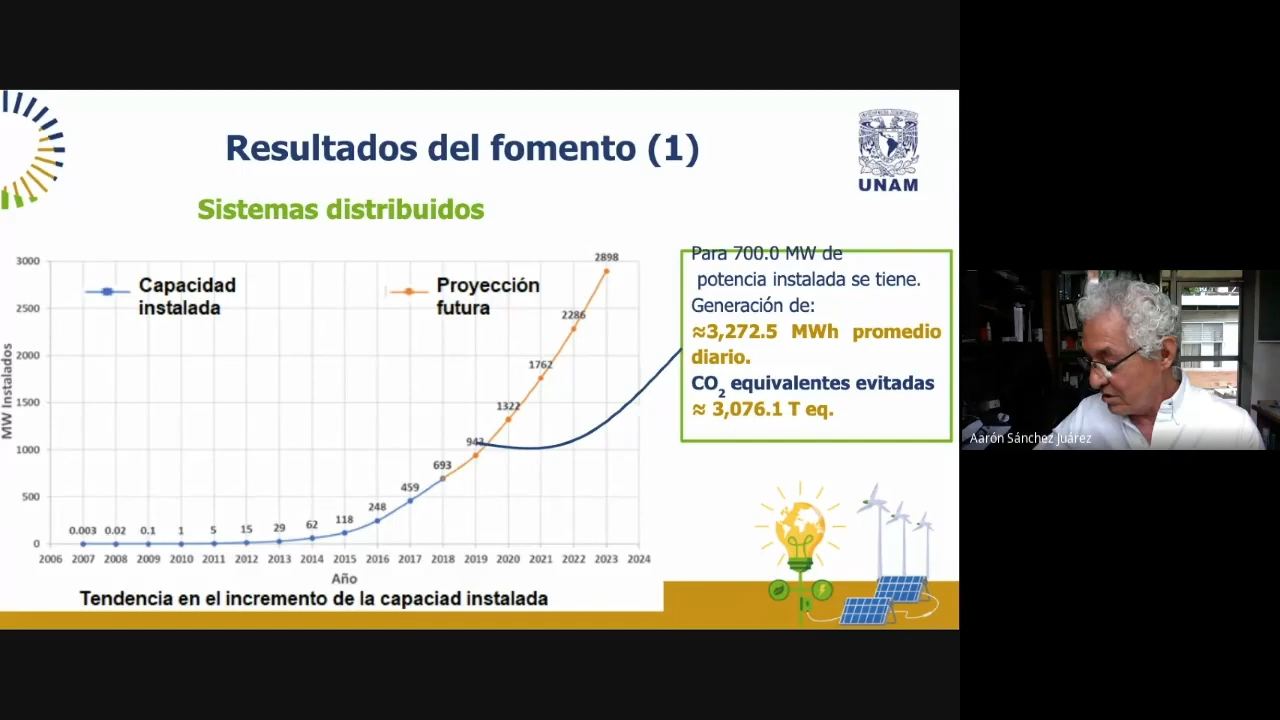 Resultados del fomento (1)
UNAM
Sistemas distribuidos
3000
2500
2000
1500
1000
500
0
MW Instalados
Capacidad
instalada
Proyección
futura
0.003 0.02 0.1 1 5 15 29 62 118 248 459 693 943 1322 1762 2286 2898
2006 2007 2008 2009 2010 2011 2012 2013 2014 2015 2016 2017 2018 2019 2020 2021 2022 2023 2024
Año
Tendencia en el incremento de la capaciad instalada
Para 700.0 MW de
potencia instalada se tiene.
Generación de:
≈3,272.5 MWh promedio
diario.
CO2 equivalentes evitadas
≈ 3,076.1 T eq.
Aarón Sánchez Juárez